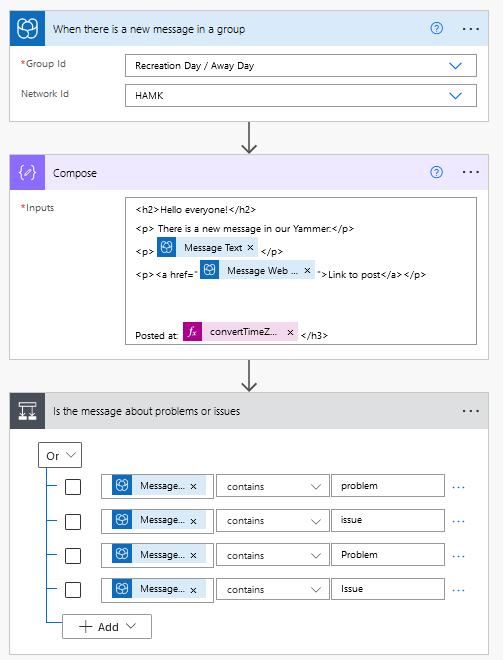 When there is a new message in a group
*Group Id
Recreation Day / Away Day
Network Id
HAMK
Compose
*Inputs
<h2>Hello everyone!</h2>
<p> There is a new message in our Yammer:</p>
<p> Message Text × </p>
<p><a href=" Message Web ... × ">Link to post</a></p>
Posted at: fx convertTimeZ... × </h3>
Is the message about problems or issues
Or
Message... × contains problem
Message... × contains issue
Message... × contains Problem
Message... × contains Issue
+ Add